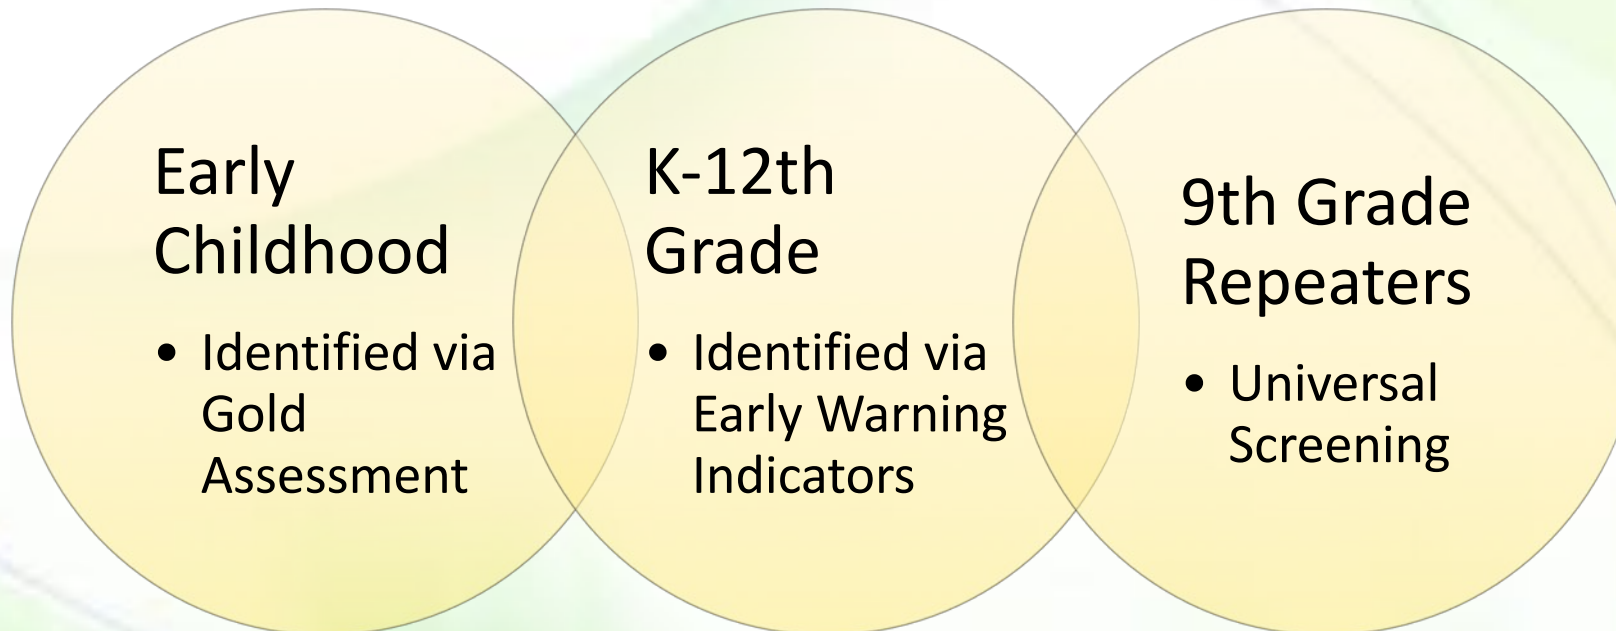 Early
Childhood
• Identified via
Gold
Assessment
K-12th
Grade
• Identified via
Early Warning
Indicators
9th Grade
Repeaters
• Universal
Screening